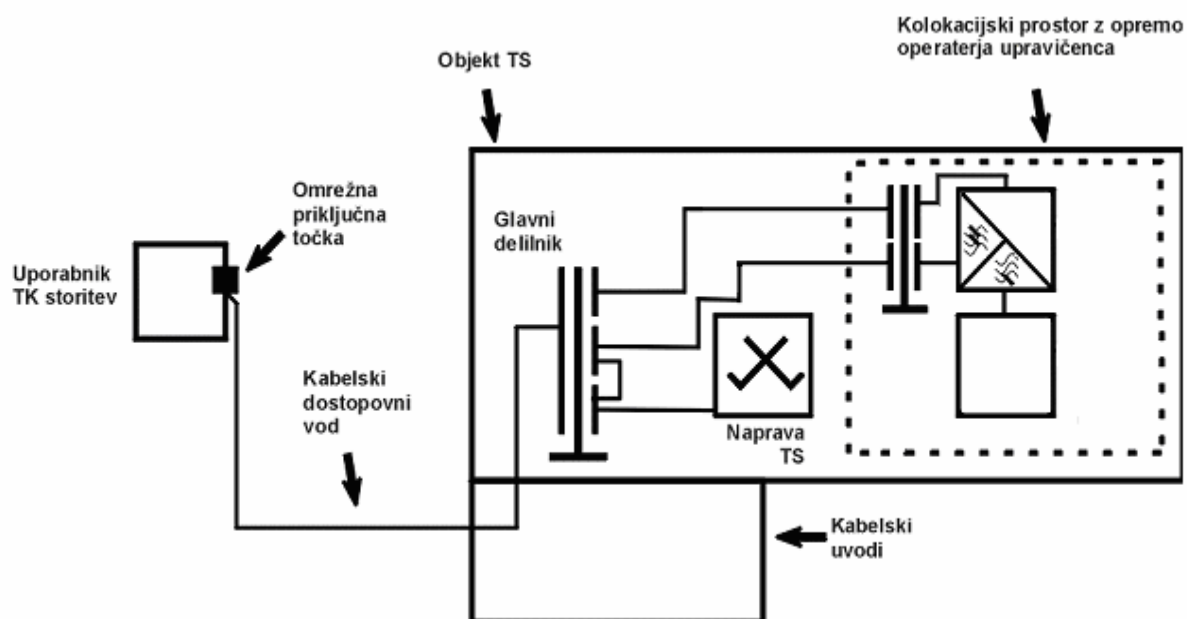 Kolokacijski prostor z opremo
operaterja upravičenca
Objekt TS
Omrežna
priključna
točka
Glavni
delilnik
Uporabnik
TK storitev
Kabelski
dostopovni
vod
Naprava
TS
Kabelski
uvodi